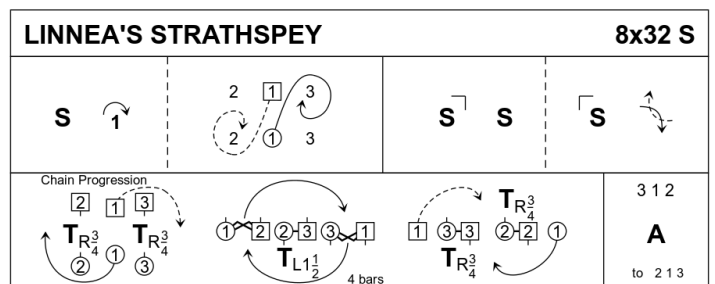 LINNEA'S STRATHSPEY 8x32 S
S 1
2 1 3
2 1 3
S S
S
Chain Progression
2 1 3
TR3/4 TR3/4
2 1 3
1 2 2 3 3 1
TL1 1/2
4 bars
TR3/4
1 3 3 2 2 1
TR3/4
3 1 2
A
to 2 1 3